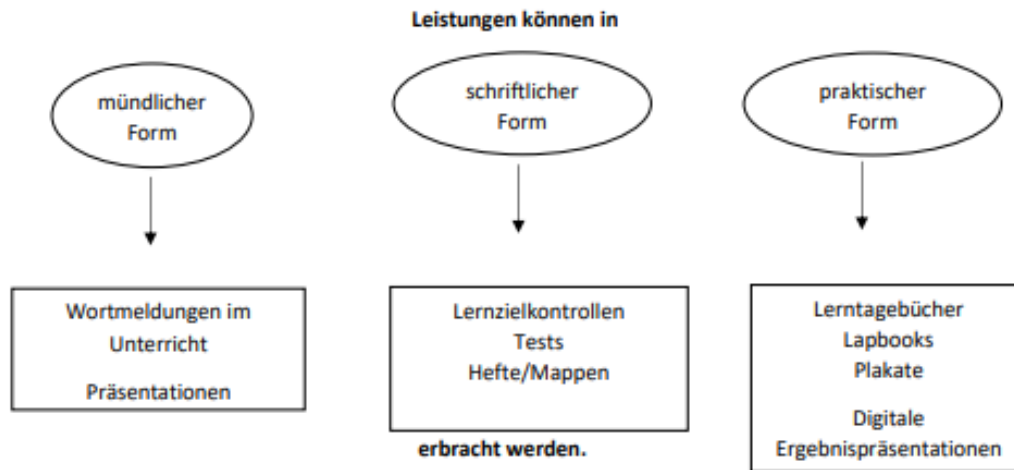 Leistungen können in
mündlicher
Form
schriftlicher
Form
praktischer
Form
Wortmeldungen im
Unterricht
Präsentationen
Lernzielkontrollen
Tests
Hefte/Mappen
Lerntagebücher
Lapbooks
Plakate
Digitale
Ergebnispräsentationen
erbracht werden.